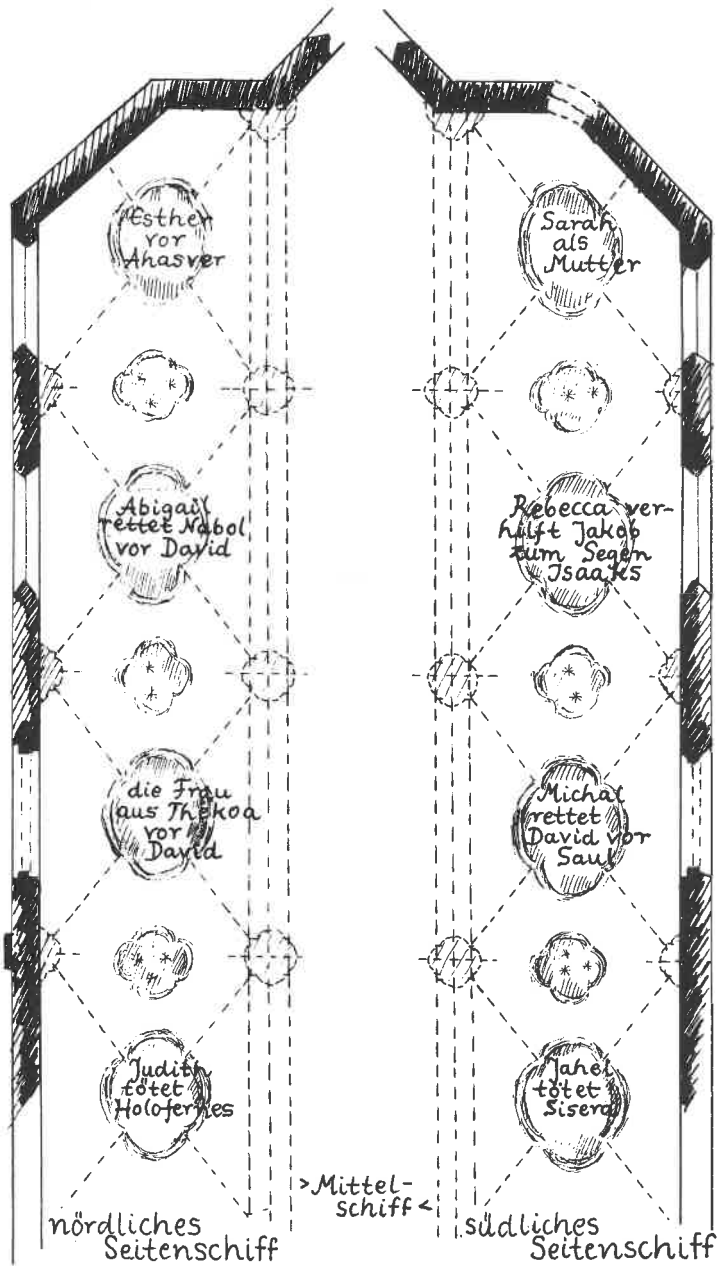 Esther
vor
Ahasver
Sarah
als
Mutter
Abigail
rettet Nabol
vor David
Rebecca ver-
hilft Jakob
zum Segen
Isaaks
die Frau
aus Thekoa
vor
David
Michal
rettet
David vor
Saul
Judith
tötet
Holofernes
Jahel
tötet
Sisera
>Mittel-
schiff<
nördliches
Seitenschiff
südliches
Seitenschiff